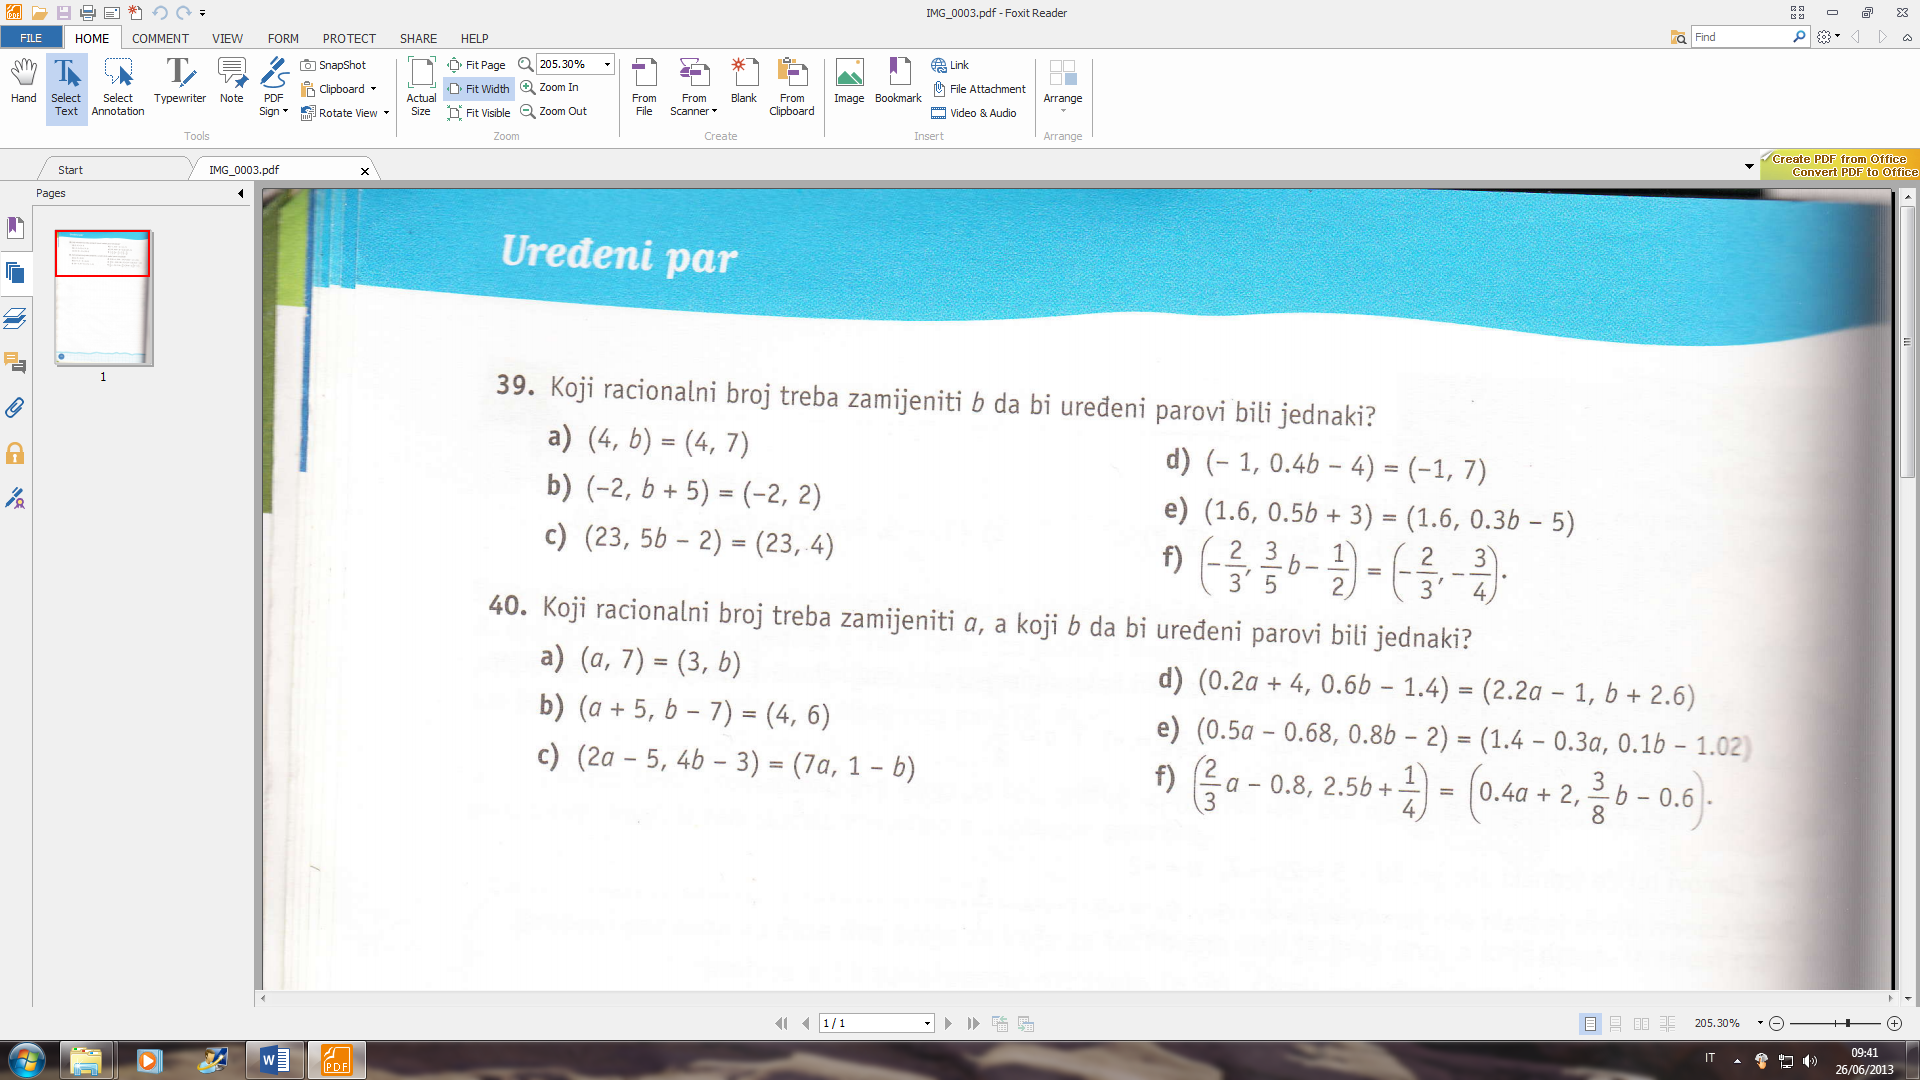 IMG_0003.pdf - Foxit Reader
FILE HOME COMMENT VIEW FORM PROTECT SHARE HELP
Find
Hand
Select Text
Select Annotation
Typewriter
Note
PDF Sign
SnapShot
Clipboard
Rotate View
Tools
Actual Size
Fit Page
Fit Width
Fit Visible
205.30%
Zoom In
Zoom Out
Zoom
From File
From Scanner
Blank
From Clipboard
Create
Image
Bookmark
Link
File Attachment
Video & Audio
Insert
Arrange
Arrange
Start
IMG_0003.pdf
Create PDF from Office
Convert PDF to Office
Pages
1
Uređeni par
39. Koji racionalni broj treba zamijeniti b da bi uređeni parovi bili jednaki?
a) (4, b) = (4, 7)
b) (−2, b + 5) = (−2, 2)
c) (23, 5b − 2) = (23, 4)
d) (− 1, 0.4b − 4) = (−1, 7)
e) (1.6, 0.5b + 3) = (1.6, 0.3b − 5)
f) (−2/3, 3/5 b − 1/2) = (−2/3, −3/4).
40. Koji racionalni broj treba zamijeniti a, a koji b da bi uređeni parovi bili jednaki?
a) (a, 7) = (3, b)
b) (a + 5, b − 7) = (4, 6)
c) (2a − 5, 4b − 3) = (7a, 1 − b)
d) (0.2a + 4, 0.6b − 1.4) = (2.2a − 1, b + 2.6)
e) (0.5a − 0.68, 0.8b − 2) = (1.4 − 0.3a, 0.1b − 1.02)
f) (2/3 a − 0.8, 2.5b + 1/4) = (0.4a + 2, 3/8 b − 0.6).
1 / 1
205.30%
IT
09:41
26/06/2013